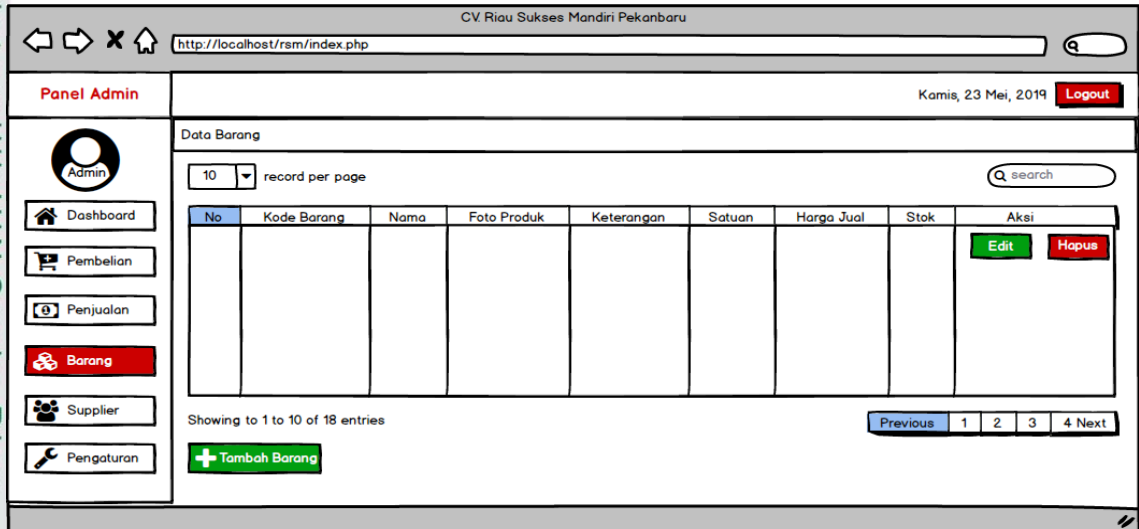 CV. Riau Sukses Mandiri Pekanbaru
http://localhost/rsm/index.php
Panel Admin
Kamis, 23 Mei, 2019 Logout
Admin
Dashboard
Pembelian
Penjualan
Barang
Supplier
Pengaturan
Data Barang
10 record per page
search
No Kode Barang Nama Foto Produk Keterangan Satuan Harga Jual Stok Aksi
Edit Hapus
Showing to 1 to 10 of 18 entries
Previous 1 2 3 4 Next
Tambah Barang